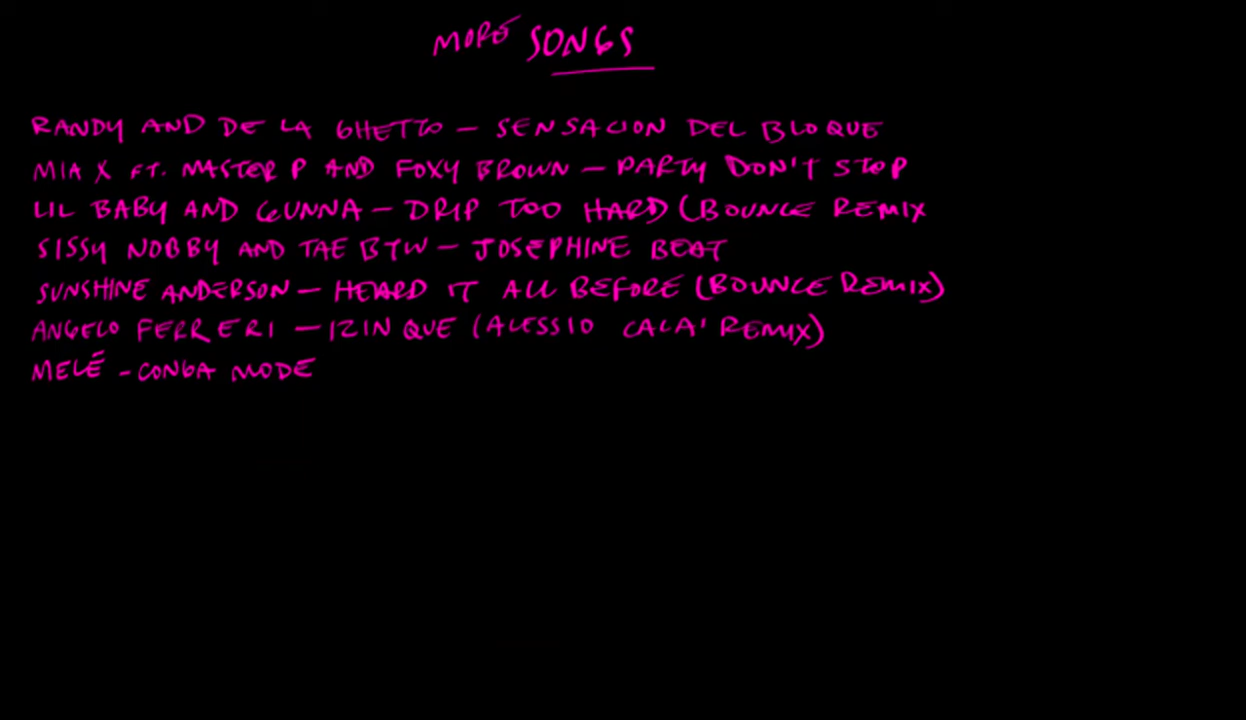 MORE SONGS
RANDY AND DE LA GHETTO - SENSACION DEL BLOQUE
MIA X FT. MASTER P AND FOXY BROWN - PARTY DON'T STOP
LIL BABY AND GUNNA - DRIP TOO HARD (BOUNCE REMIX
SISSY NOBBY AND TAE BTW - JOSEPHINE BEAT
SUNSHINE ANDERSON - HEARD IT ALL BEFORE (BOUNCE REMIX)
ANGELO FERRERI - IZINQUE (ALESSIO CALA' REMIX)
MELÉ - CONGA MODE